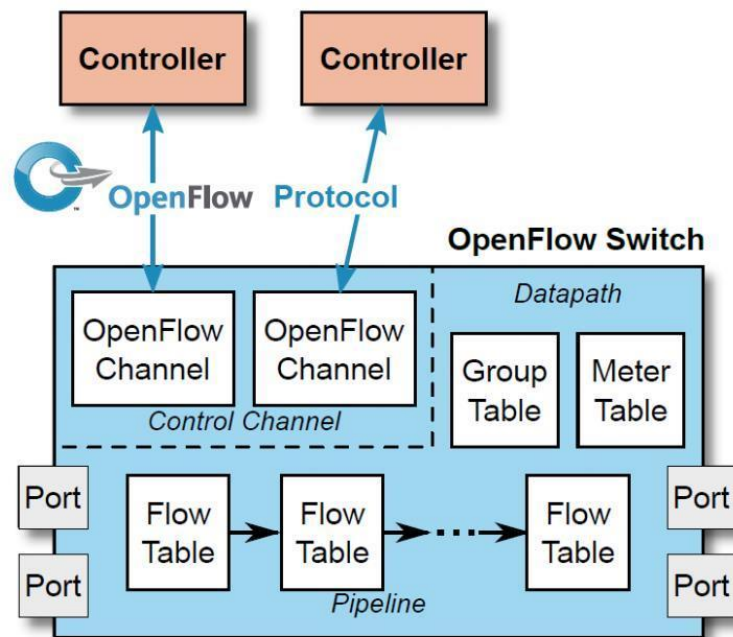 Controller
Controller
OpenFlow
Protocol
™
OpenFlow Switch
OpenFlow
Channel
OpenFlow
Channel
Control Channel
Datapath
Group
Table
Meter
Table
Port
Port
Flow
Table
Flow
Table
Flow
Table
Pipeline
Port
Port